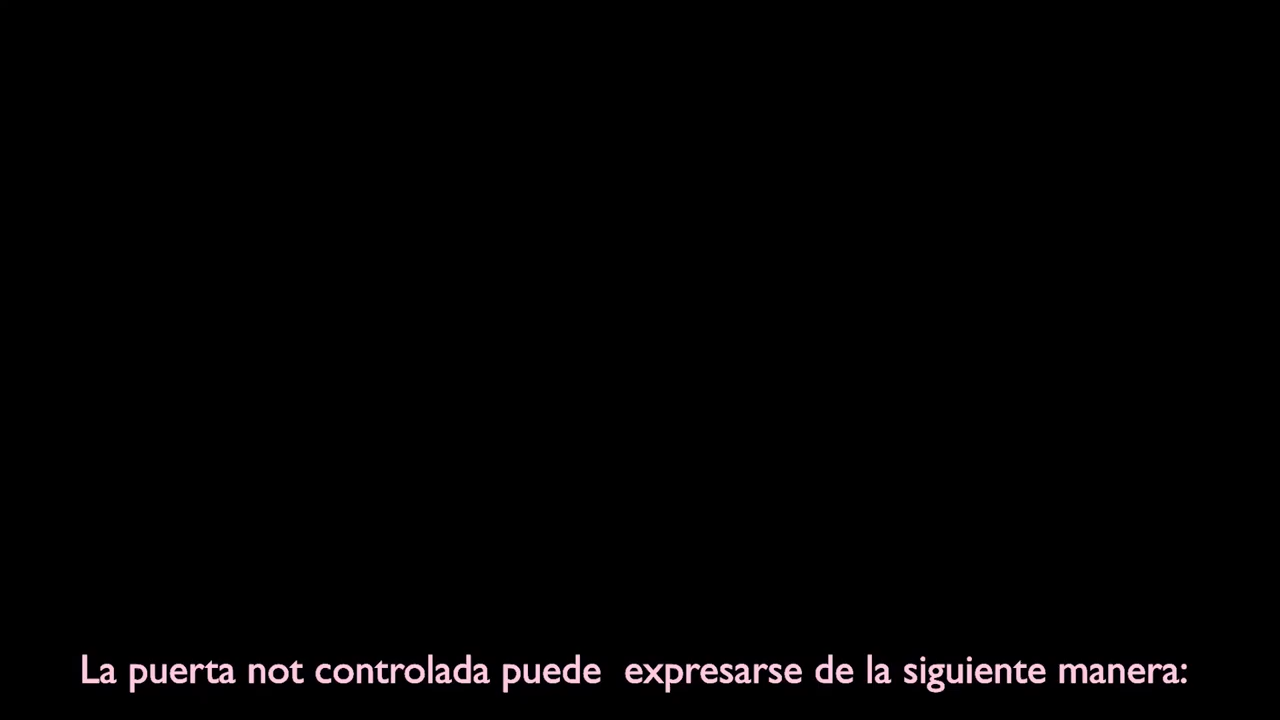 La puerta not controlada puede  expresarse de la siguiente manera: